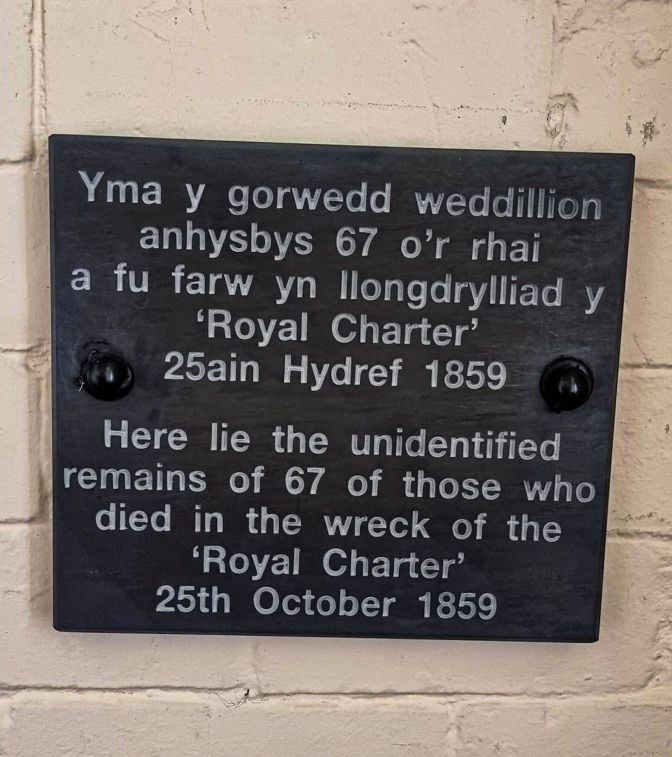 Yma y gorwedd weddillion
anhysbys 67 o'r rhai
a fu farw yn llongdrylliad y
‘Royal Charter’
25ain Hydref 1859
Here lie the unidentified
remains of 67 of those who
died in the wreck of the
‘Royal Charter’
25th October 1859